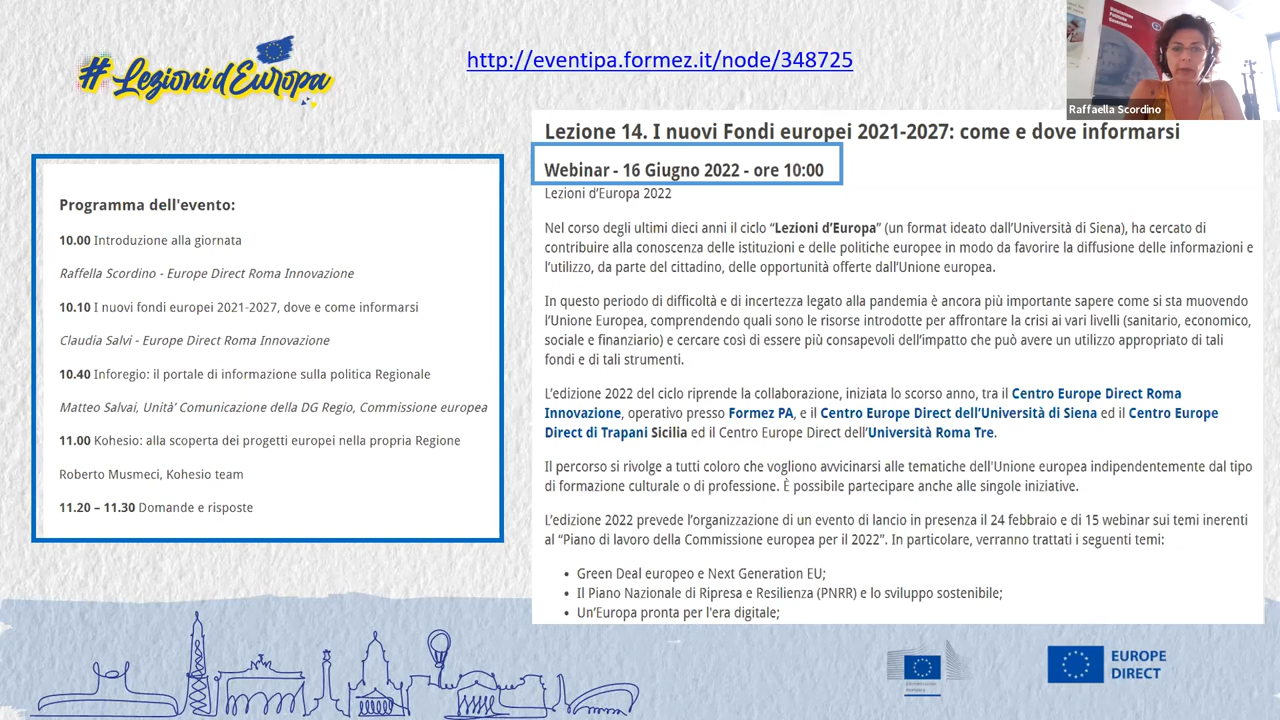 #Lezioni d'Europa
http://eventipa.formez.it/node/348725
Raffaella Scordino
Programma dell'evento:
10.00 Introduzione alla giornata
Raffella Scordino - Europe Direct Roma Innovazione
10.10 I nuovi fondi europei 2021-2027, dove e come informarsi
Claudia Salvi - Europe Direct Roma Innovazione
10.40 Inforegio: il portale di informazione sulla politica Regionale
Matteo Salvai, Unità’ Comunicazione della DG Regio, Commissione europea
11.00 Kohesio: alla scoperta dei progetti europei nella propria Regione
Roberto Musmeci, Kohesio team
11.20 – 11.30 Domande e risposte
Lezione 14. I nuovi Fondi europei 2021-2027: come e dove informarsi
Webinar - 16 Giugno 2022 - ore 10:00
Lezioni d’Europa 2022
Nel corso degli ultimi dieci anni il ciclo “Lezioni d’Europa” (un format ideato dall’Università di Siena), ha cercato di
contribuire alla conoscenza delle istituzioni e delle politiche europee in modo da favorire la diffusione delle informazioni e
l’utilizzo, da parte del cittadino, delle opportunità offerte dall’Unione europea.
In questo periodo di difficoltà e di incertezza legato alla pandemia è ancora più importante sapere come si sta muovendo
l’Unione Europea, comprendendo quali sono le risorse introdotte per affrontare la crisi ai vari livelli (sanitario, economico,
sociale e finanziario) e cercare così di essere più consapevoli dell’impatto che può avere un utilizzo appropriato di tali
fondi e di tali strumenti.
L’edizione 2022 del ciclo riprende la collaborazione, iniziata lo scorso anno, tra il Centro Europe Direct Roma
Innovazione, operativo presso Formez PA, e il Centro Europe Direct dell’Università di Siena ed il Centro Europe
Direct di Trapani Sicilia ed il Centro Europe Direct dell’Università Roma Tre.
Il percorso si rivolge a tutti coloro che vogliono avvicinarsi alle tematiche dell'Unione europea indipendentemente dal tipo
di formazione culturale o di professione. È possibile partecipare anche alle singole iniziative.
L’edizione 2022 prevede l’organizzazione di un evento di lancio in presenza il 24 febbraio e di 15 webinar sui temi inerenti
al “Piano di lavoro della Commissione europea per il 2022”. In particolare, verranno trattati i seguenti temi:
• Green Deal europeo e Next Generation EU;
• Il Piano Nazionale di Ripresa e Resilienza (PNRR) e lo sviluppo sostenibile;
• Un’Europa pronta per l'era digitale;
EUROPE
DIRECT